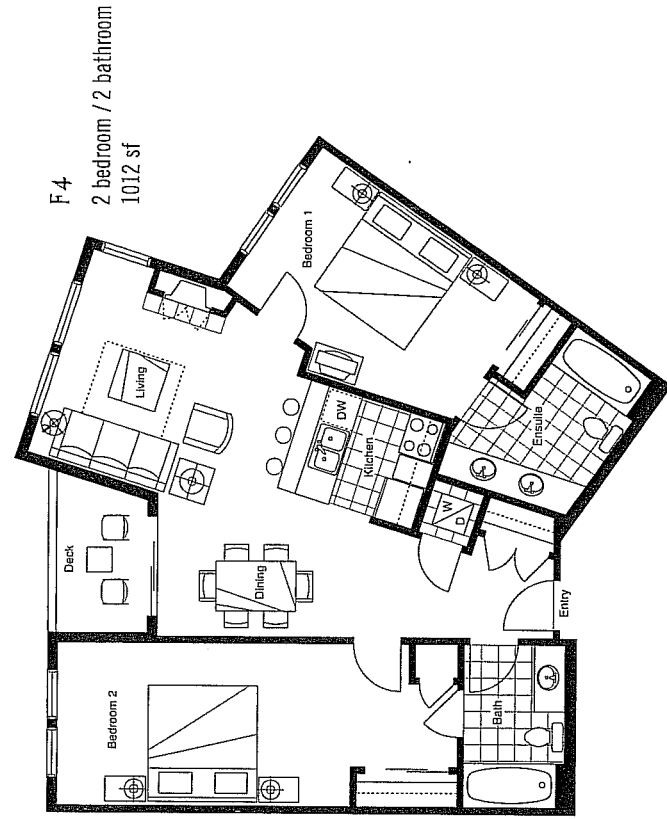 F4
2 bedroom / 2 bathroom
1012 sf
Living
Bedroom 1
Deck
DW
Kitchen
Ensuite
Dining
W
D
Entry
Bedroom 2
Bath